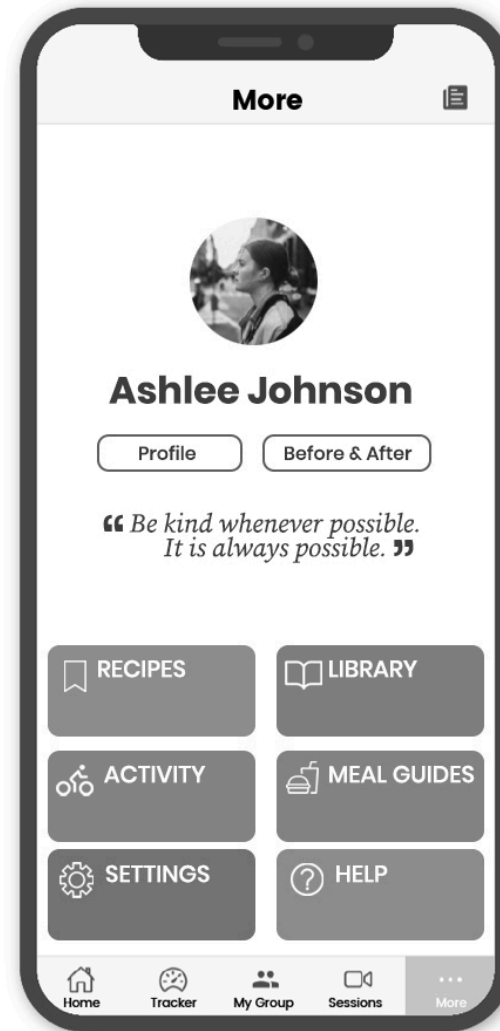 More
Ashlee Johnson
Profile
Before & After
“ Be kind whenever possible.
It is always possible. ”
RECIPES
LIBRARY
ACTIVITY
MEAL GUIDES
SETTINGS
HELP
Home
Tracker
My Group
Sessions
More